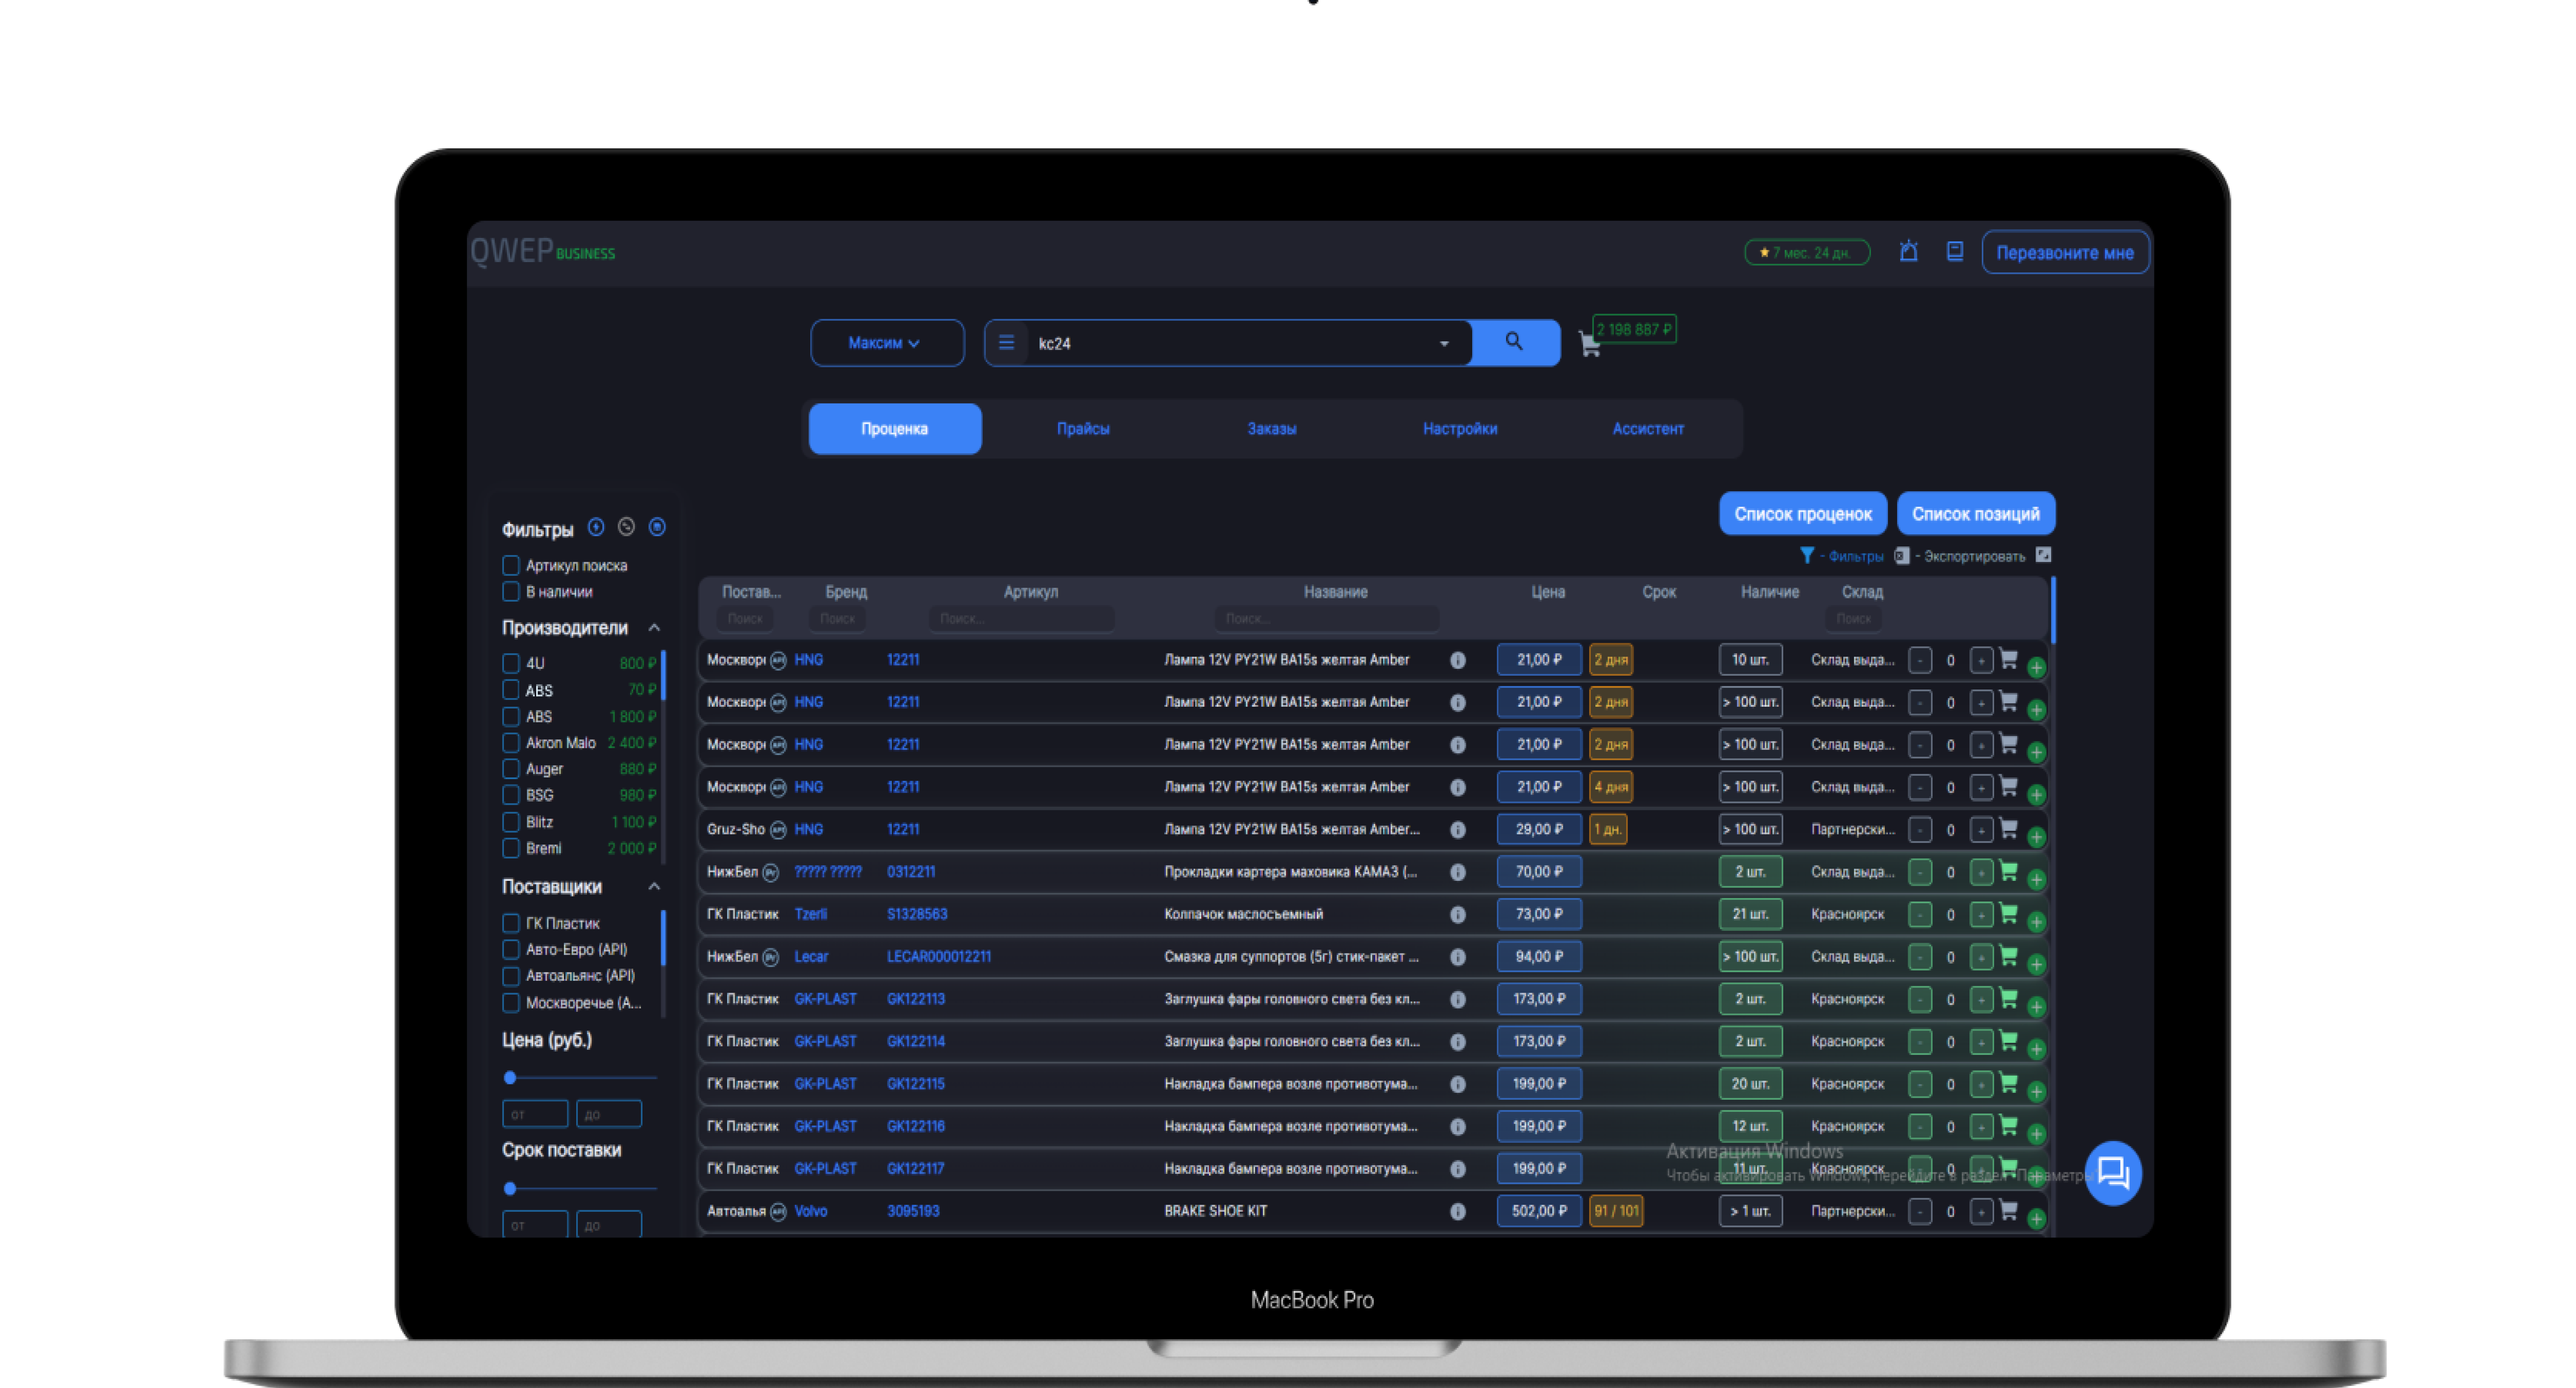 QWEP BUSINESS
7 мес. 24 дн.
Перезвоните мне
Максим
kc24
2 198 887 ₽
Проценка Прайсы Заказы Настройки Ассистент
Список проценок Список позиций
- Фильтры - Экспортировать
Фильтры
Артикул поиска
В наличии
Производители
4U 800 ₽
ABS 70 ₽
ABS 1 800 ₽
Akron Malo 2 400 ₽
Auger 880 ₽
BSG 980 ₽
Blitz 1 100 ₽
Bremi 2 000 ₽
Поставщики
ГК Пластик
Авто-Евро (API)
Автоальянс (API)
Москворечье (А...
Цена (руб.)
от до
Срок поставки
от до
Постав... Бренд Артикул Название Цена Срок Наличие Склад
Поиск Поиск Поиск... Поиск... Поиск
Москворе API HNG 12211 Лампа 12V PY21W BA15s желтая Amber 21,00 ₽ 2 дня 10 шт. Склад выда... - 0 +
Москворе API HNG 12211 Лампа 12V PY21W BA15s желтая Amber 21,00 ₽ 2 дня > 100 шт. Склад выда... - 0 +
Москворе API HNG 12211 Лампа 12V PY21W BA15s желтая Amber 21,00 ₽ 2 дня > 100 шт. Склад выда... - 0 +
Москворе API HNG 12211 Лампа 12V PY21W BA15s желтая Amber 21,00 ₽ 4 дня > 100 шт. Склад выда... - 0 +
Gruz-Sho API HNG 12211 Лампа 12V PY21W BA15s желтая Amber... 29,00 ₽ 1 дн. > 100 шт. Партнерски... - 0 +
НижБел Pr ????? ????? 0312211 Прокладки картера маховика КАМАЗ (... 70,00 ₽ 2 шт. Склад выда... - 0 +
ГК Пластик Tzerli S1328563 Колпачок маслосъемный 73,00 ₽ 21 шт. Красноярск - 0 +
НижБел Pr Lecar LECAR000012211 Смазка для суппортов (5г) стик-пакет ... 94,00 ₽ > 100 шт. Склад выда... - 0 +
ГК Пластик GK-PLAST GK122113 Заглушка фары головного света без кл... 173,00 ₽ 2 шт. Красноярск - 0 +
ГК Пластик GK-PLAST GK122114 Заглушка фары головного света без кл... 173,00 ₽ 2 шт. Красноярск - 0 +
ГК Пластик GK-PLAST GK122115 Накладка бампера возле противотума... 199,00 ₽ 20 шт. Красноярск - 0 +
ГК Пластик GK-PLAST GK122116 Накладка бампера возле противотума... 199,00 ₽ 12 шт. Красноярск - 0 +
ГК Пластик GK-PLAST GK122117 Накладка бампера возле противотума... 199,00 ₽ 11 шт. Красноярск - 0 +
Автоалья API Volvo 3095193 BRAKE SHOE KIT 502,00 ₽ 91 / 101 > 1 шт. Партнерски... - 0 +
Активация Windows
Чтобы активировать Windows, перейдите в раздел "Параметры
MacBook Pro